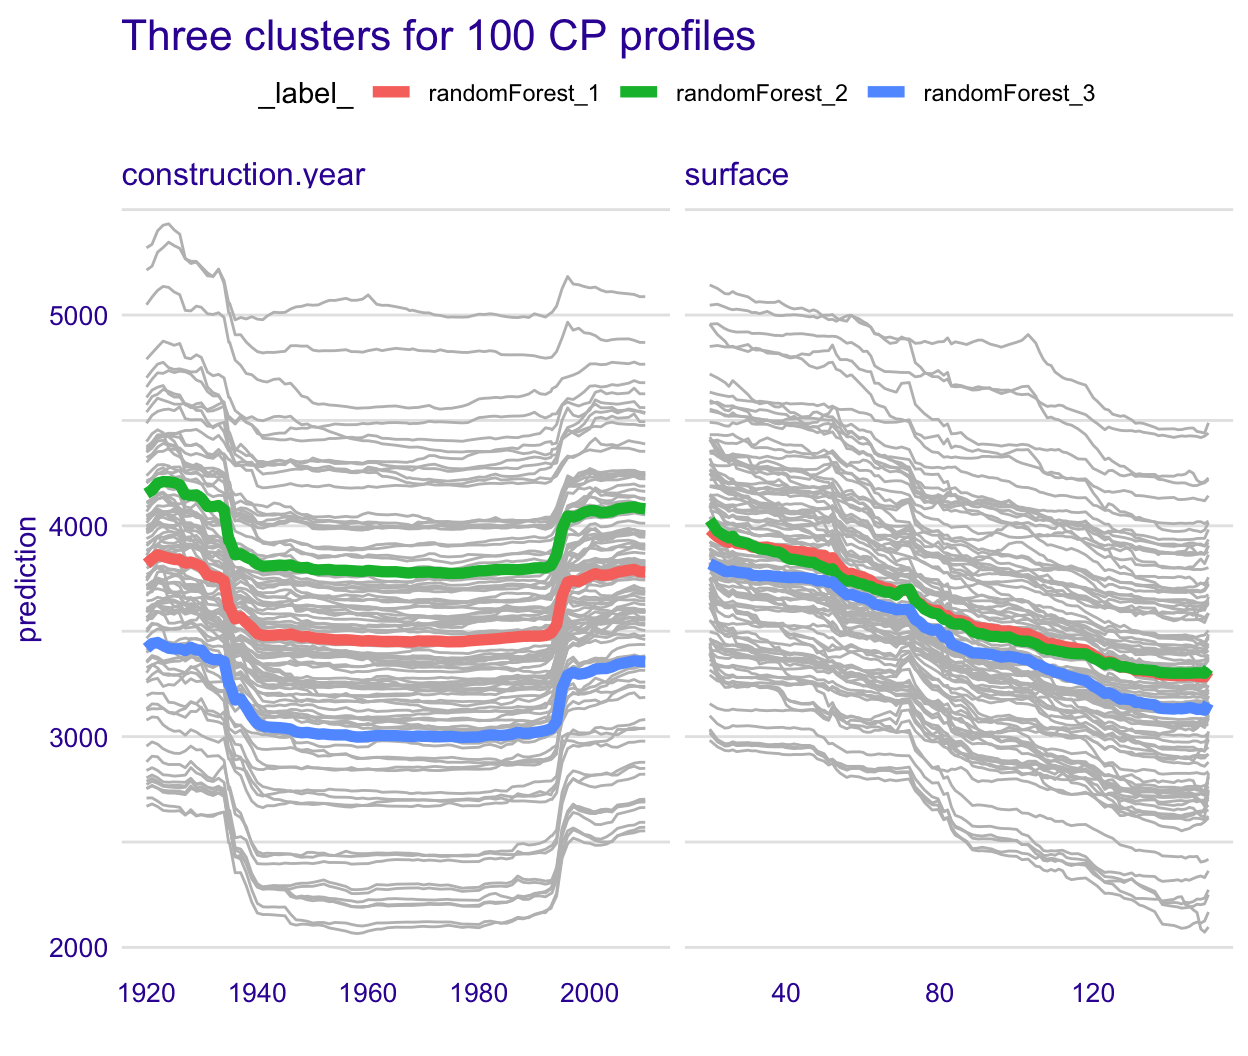 Three clusters for 100 CP profiles
_label_ randomForest_1 randomForest_2 randomForest_3
construction.year surface
prediction
5000
4000
3000
2000
1920 1940 1960 1980 2000 40 80 120